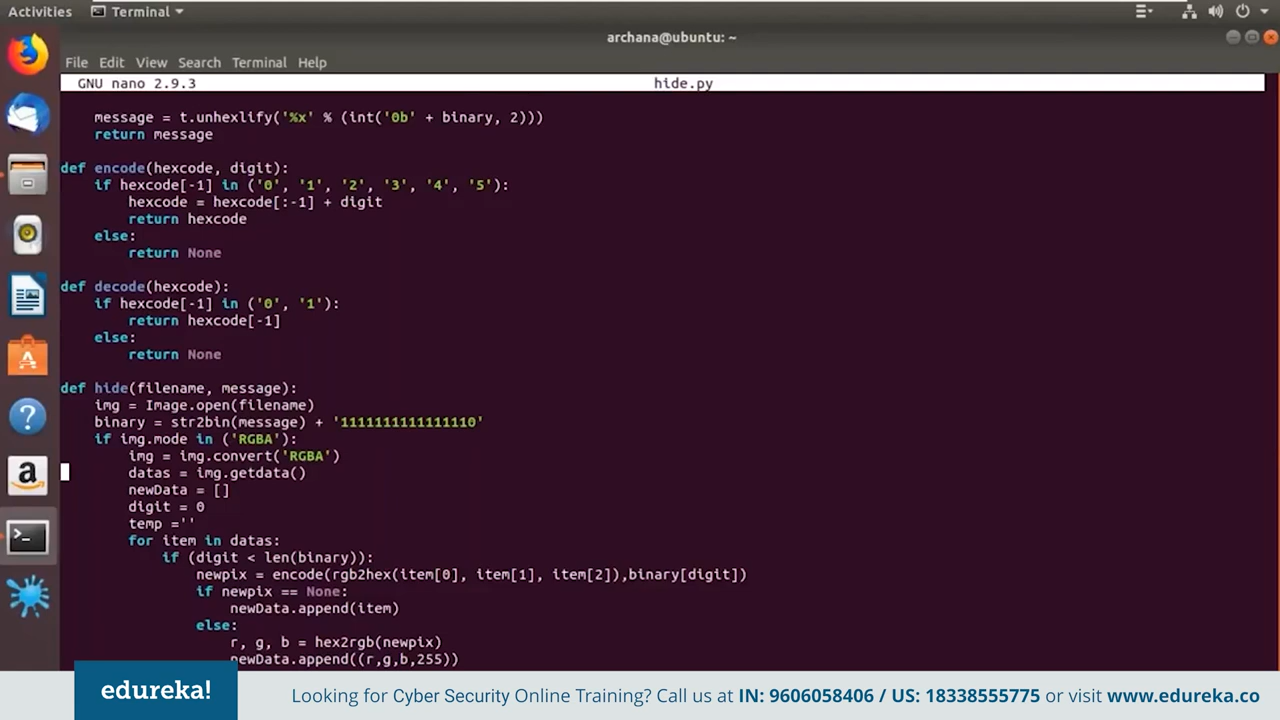 Activities Terminal
archana@ubuntu: ~
File Edit View Search Terminal Help
GNU nano 2.9.3 hide.py
message = t.unhexlify('%x' % (int('0b' + binary, 2)))
return message
def encode(hexcode, digit):
if hexcode[-1] in ('0', '1', '2', '3', '4', '5'):
hexcode = hexcode[:-1] + digit
return hexcode
else:
return None
def decode(hexcode):
if hexcode[-1] in ('0', '1'):
return hexcode[-1]
else:
return None
def hide(filename, message):
img = Image.open(filename)
binary = str2bin(message) + '1111111111111110'
if img.mode in ('RGBA'):
img = img.convert('RGBA')
datas = img.getdata()
newData = []
digit = 0
temp =''
for item in datas:
if (digit < len(binary)):
newpix = encode(rgb2hex(item[0], item[1], item[2]),binary[digit])
if newpix == None:
newData.append(item)
else:
r, g, b = hex2rgb(newpix)
newData.append((r,g,b,255))
edureka!
Looking for Cyber Security Online Training? Call us at IN: 9606058406 / US: 18338555775 or visit www.edureka.co